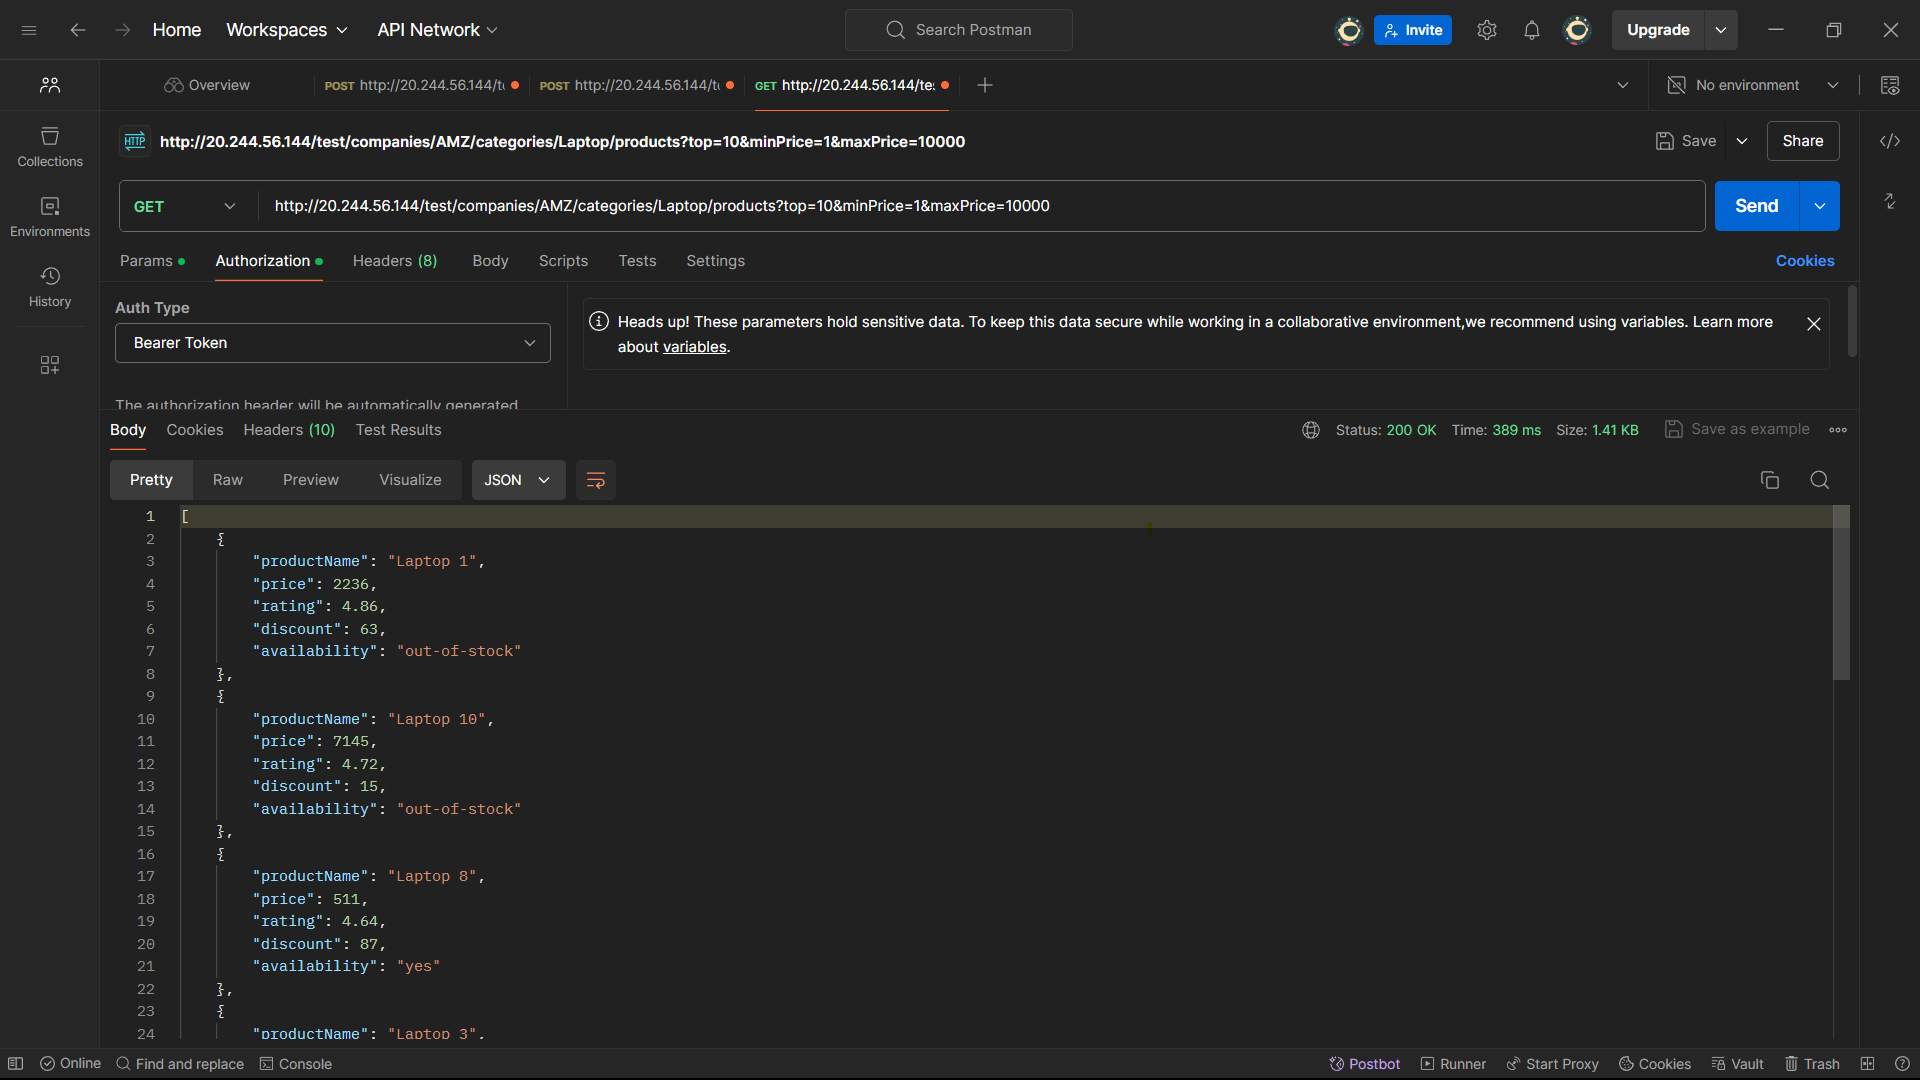 Home Workspaces API Network Search Postman Invite Upgrade
Overview POST http://20.244.56.144/t POST http://20.244.56.144/t GET http://20.244.56.144/te No environment
HTTP http://20.244.56.144/test/companies/AMZ/categories/Laptop/products?top=10&minPrice=1&maxPrice=10000 Save Share
Collections
Environments
History
GET http://20.244.56.144/test/companies/AMZ/categories/Laptop/products?top=10&minPrice=1&maxPrice=10000 Send
Params Authorization Headers (8) Body Scripts Tests Settings Cookies
Auth Type
Bearer Token
Heads up! These parameters hold sensitive data. To keep this data secure while working in a collaborative environment,we recommend using variables. Learn more
about variables.
The authorization header will be automatically generated
Body Cookies Headers (10) Test Results Status: 200 OK Time: 389 ms Size: 1.41 KB Save as example
Pretty Raw Preview Visualize JSON
1 [
2 {
3 "productName": "Laptop 1",
4 "price": 2236,
5 "rating": 4.86,
6 "discount": 63,
7 "availability": "out-of-stock"
8 },
9 {
10 "productName": "Laptop 10",
11 "price": 7145,
12 "rating": 4.72,
13 "discount": 15,
14 "availability": "out-of-stock"
15 },
16 {
17 "productName": "Laptop 8",
18 "price": 511,
19 "rating": 4.64,
20 "discount": 87,
21 "availability": "yes"
22 },
23 {
24 "productName": "Laptop 3",
Online Find and replace Console Postbot Runner Start Proxy Cookies Vault Trash